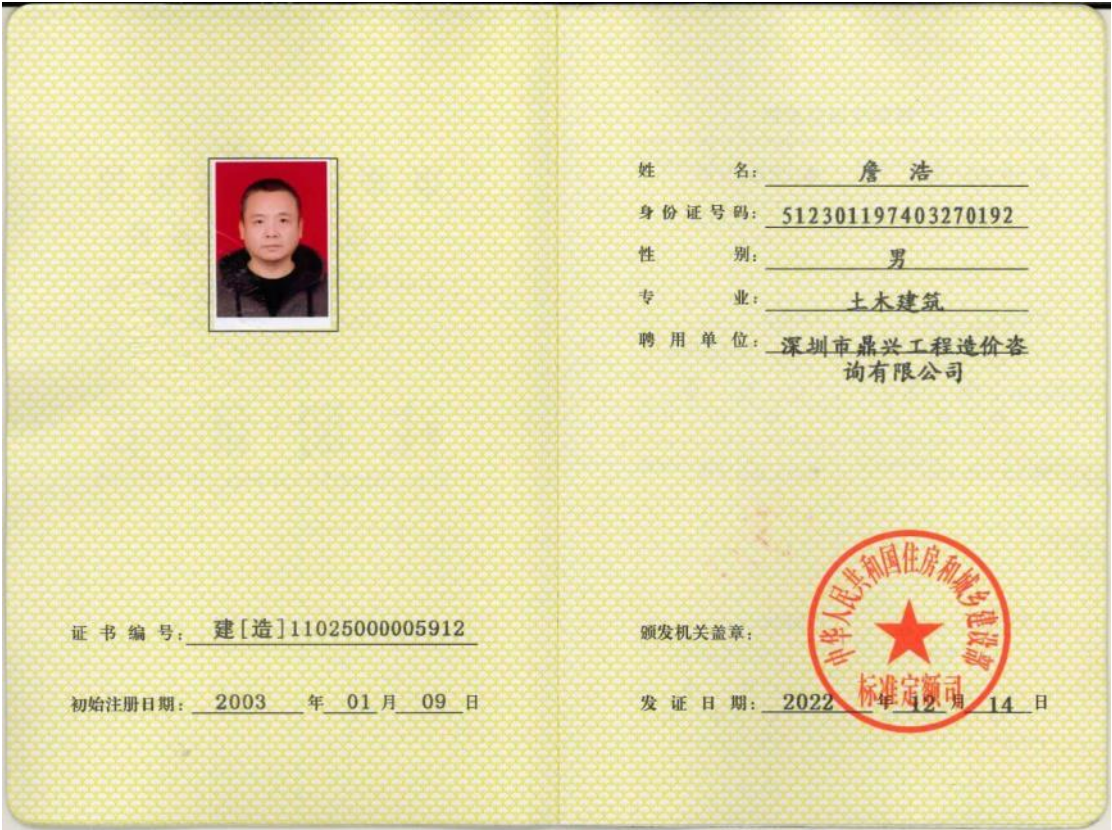 姓名: 詹浩
身份证号码: 512301197403270192
性别: 男
专业: 土木建筑
聘用单位: 深圳市鼎兴工程造价咨
询有限公司
证书编号: 建[造]11025000005912
初始注册日期: 2003 年 01 月 09 日
颁发机关盖章:
中华人民共和国住房和城乡建设部
标准定额司
发证日期: 2022 年 12 月 14 日